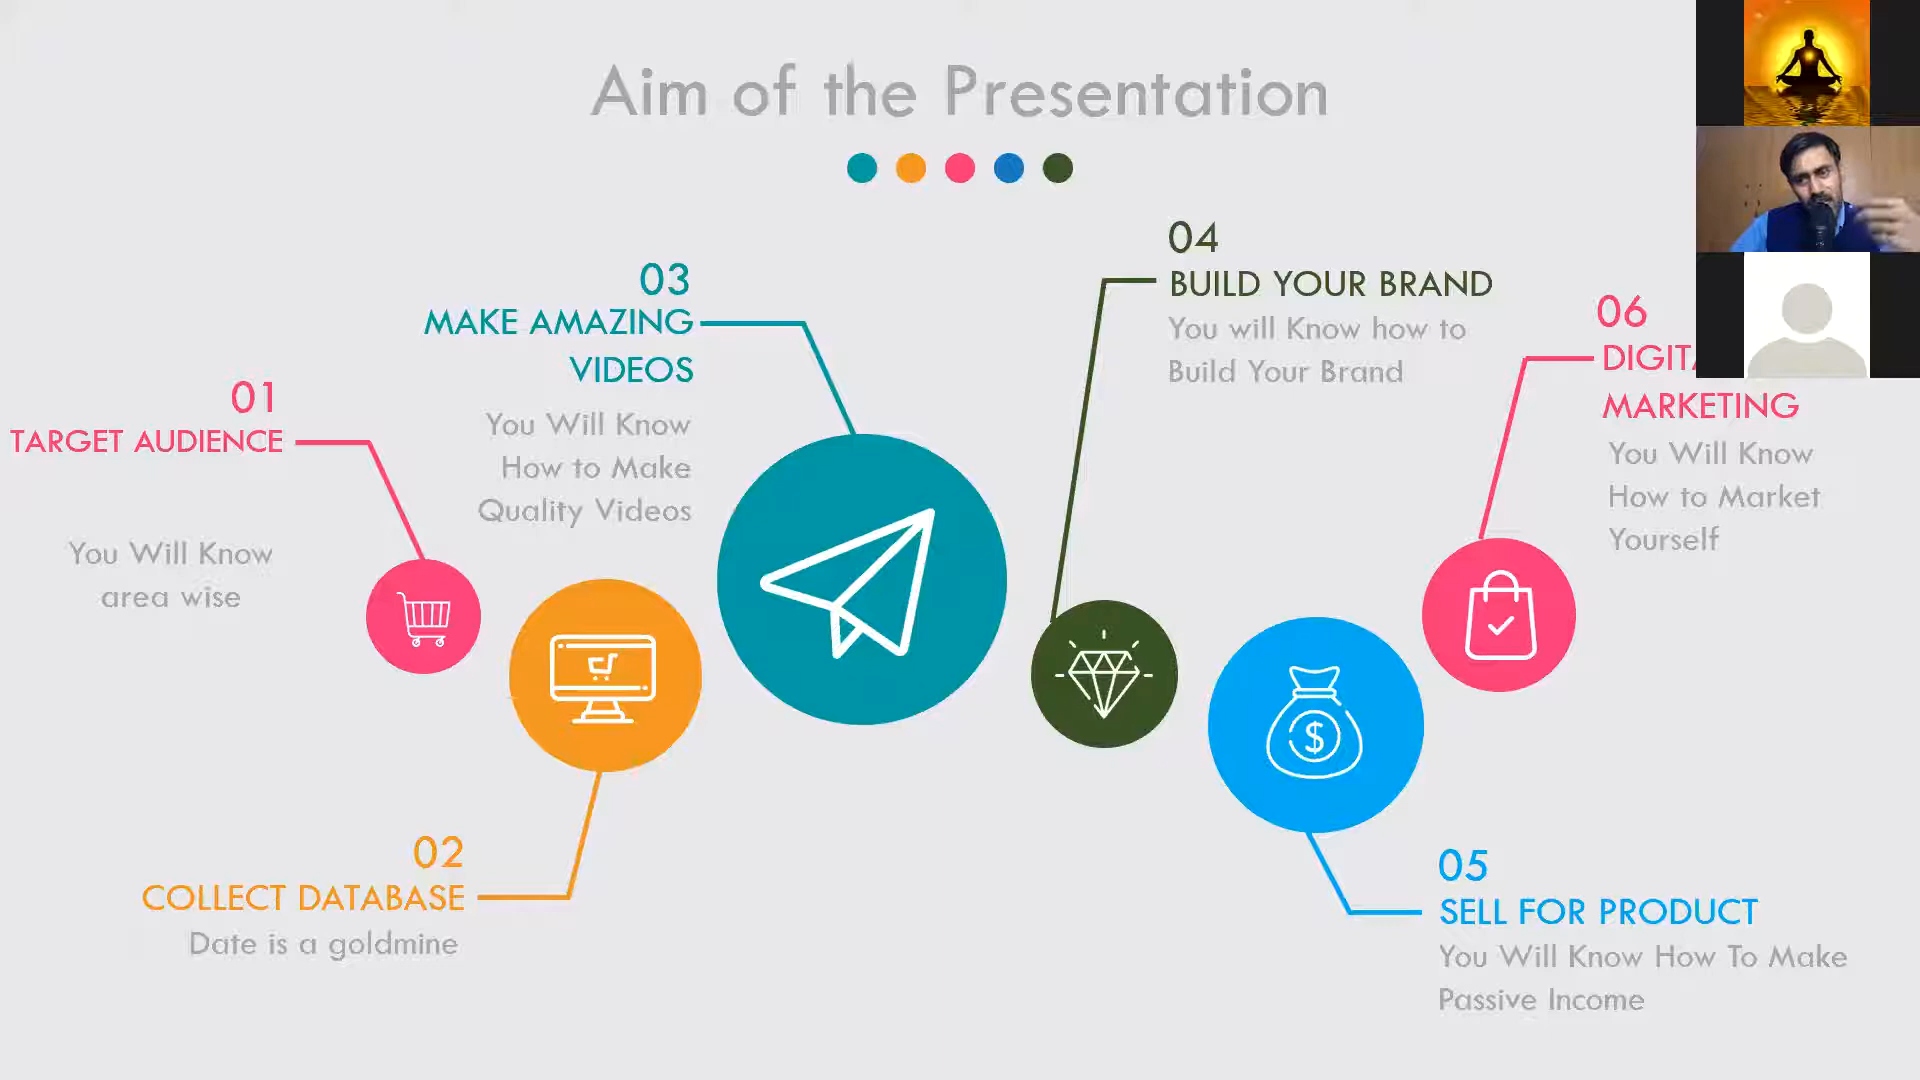 Aim of the Presentation
01
TARGET AUDIENCE
You Will Know
area wise
02
COLLECT DATABASE
Date is a goldmine
03
MAKE AMAZING
VIDEOS
You Will Know
How to Make
Quality Videos
04
BUILD YOUR BRAND
You will Know how to
Build Your Brand
05
SELL FOR PRODUCT
You Will Know How To Make
Passive Income
06
MARKETING
You Will Know
How to Market
Yourself
$